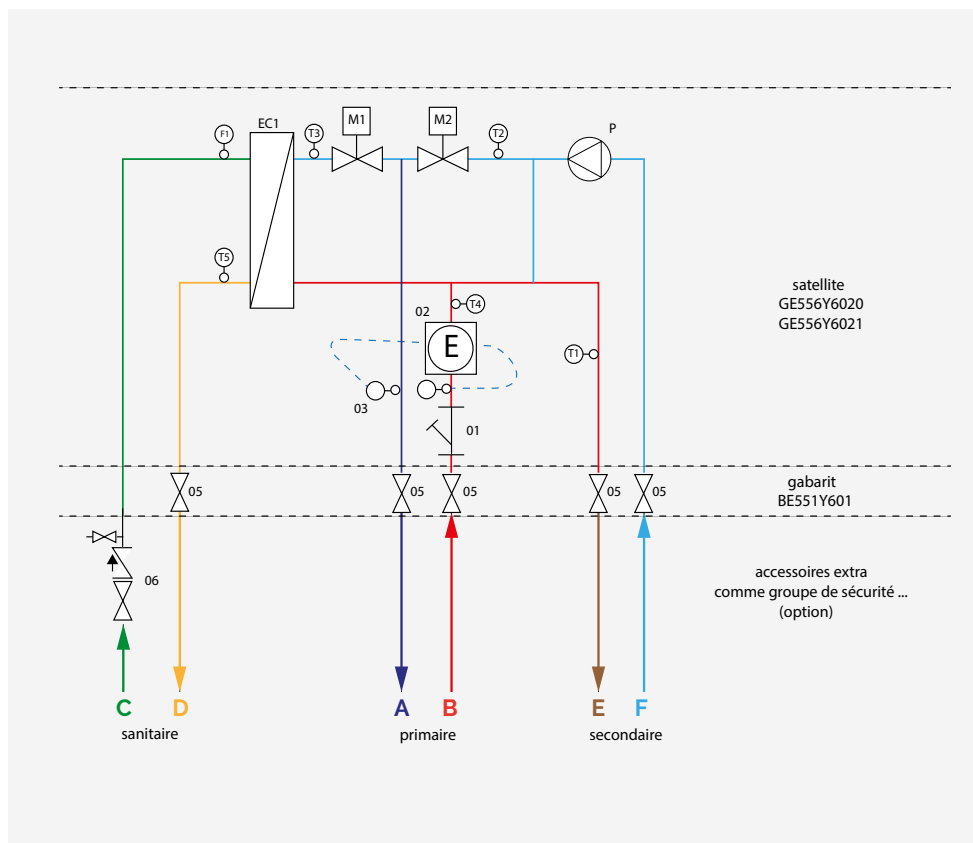 M1
M2
P
EC1
F1
T3
T2
T5
satellite
GE556Y6020
GE556Y6021
02
T4
E
T1
03
01
05
05
05
05
05
gabarit
BE551Y601
06
accessoires extra
comme groupe de sécurité ...
(option)
C
D
A
B
E
F
sanitaire
primaire
secondaire